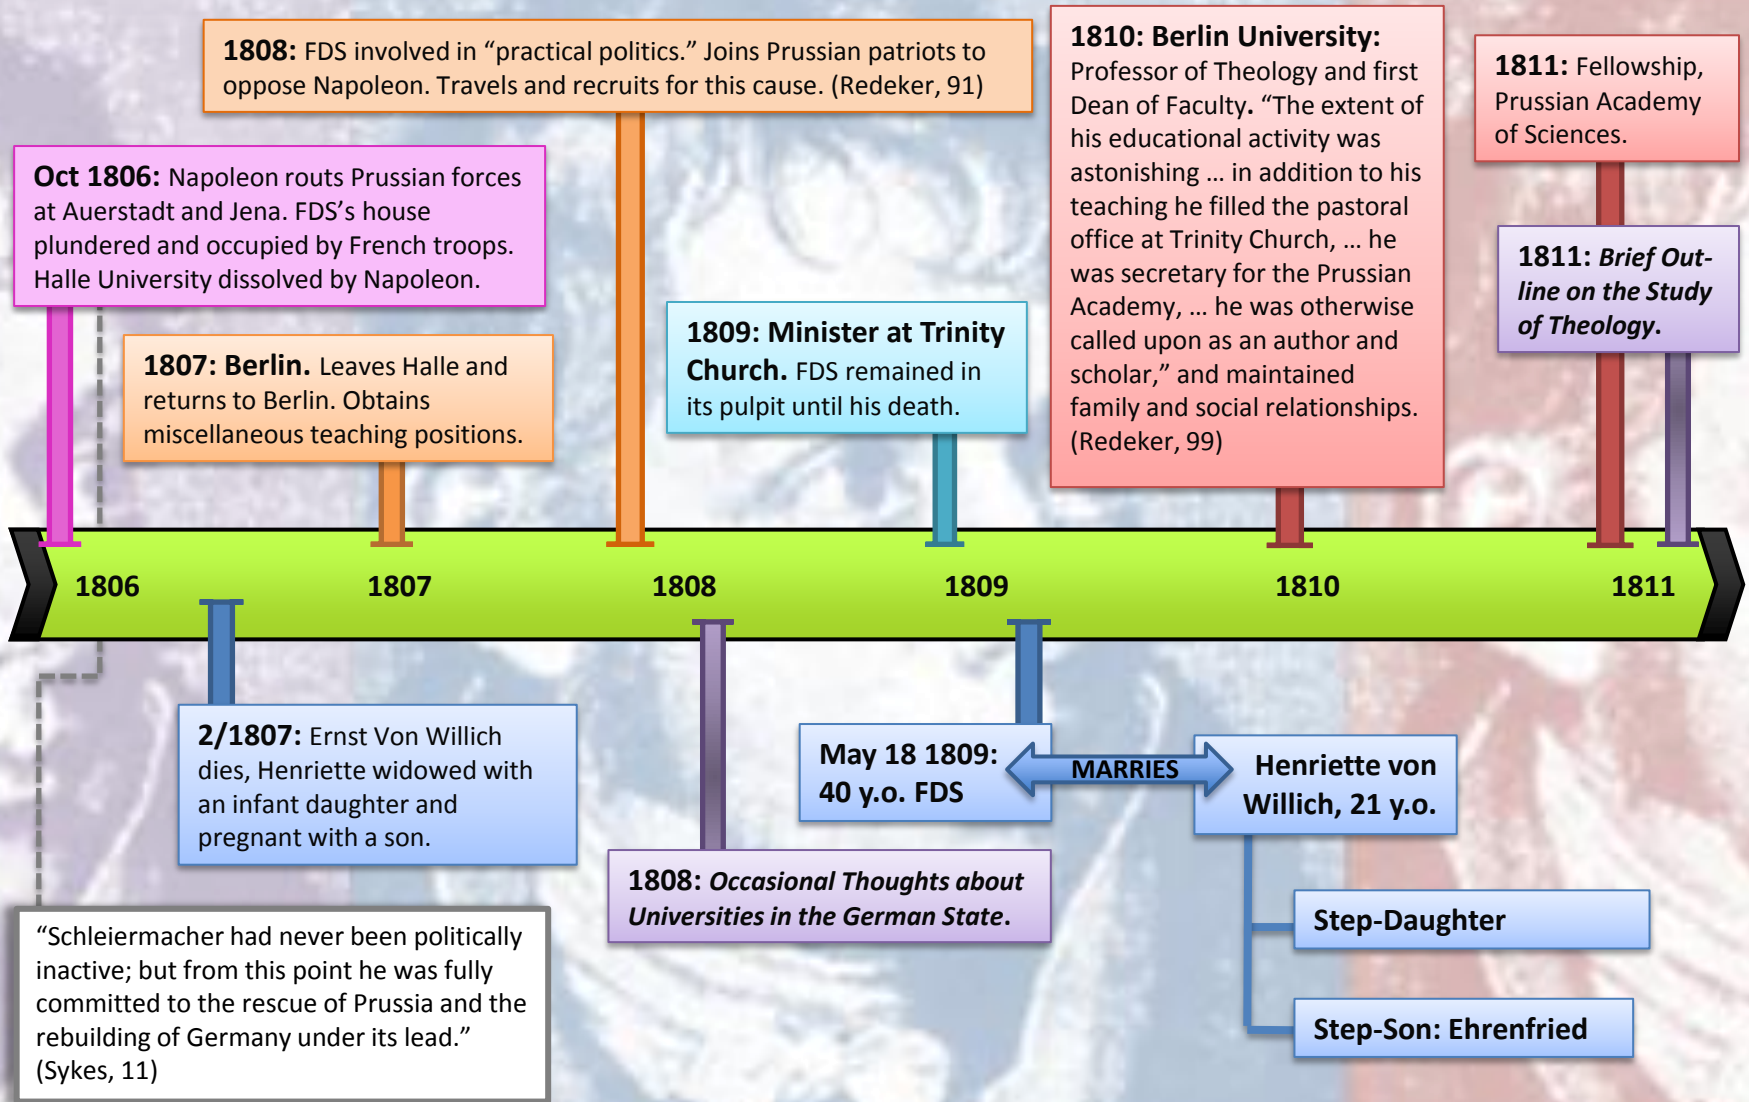 1808: FDS involved in “practical politics.” Joins Prussian patriots to
oppose Napoleon. Travels and recruits for this cause. (Redeker, 91)
1810: Berlin University:
Professor of Theology and first
Dean of Faculty. “The extent of
his educational activity was
astonishing ... in addition to his
teaching he filled the pastoral
office at Trinity Church, ... he
was secretary for the Prussian
Academy, ... he was otherwise
called upon as an author and
scholar,” and maintained
family and social relationships.
(Redeker, 99)
1811: Fellowship,
Prussian Academy
of Sciences.
Oct 1806: Napoleon routs Prussian forces
at Auerstadt and Jena. FDS’s house
plundered and occupied by French troops.
Halle University dissolved by Napoleon.
1811: Brief Out-
line on the Study
of Theology.
1807: Berlin. Leaves Halle and
returns to Berlin. Obtains
miscellaneous teaching positions.
1809: Minister at Trinity
Church. FDS remained in
its pulpit until his death.
1806
1807
1808
1809
1810
1811
2/1807: Ernst Von Willich
dies, Henriette widowed with
an infant daughter and
pregnant with a son.
May 18 1809:
40 y.o. FDS
MARRIES
Henriette von
Willich, 21 y.o.
1808: Occasional Thoughts about
Universities in the German State.
Step-Daughter
Step-Son: Ehrenfried
“Schleiermacher had never been politically
inactive; but from this point he was fully
committed to the rescue of Prussia and the
rebuilding of Germany under its lead.”
(Sykes, 11)